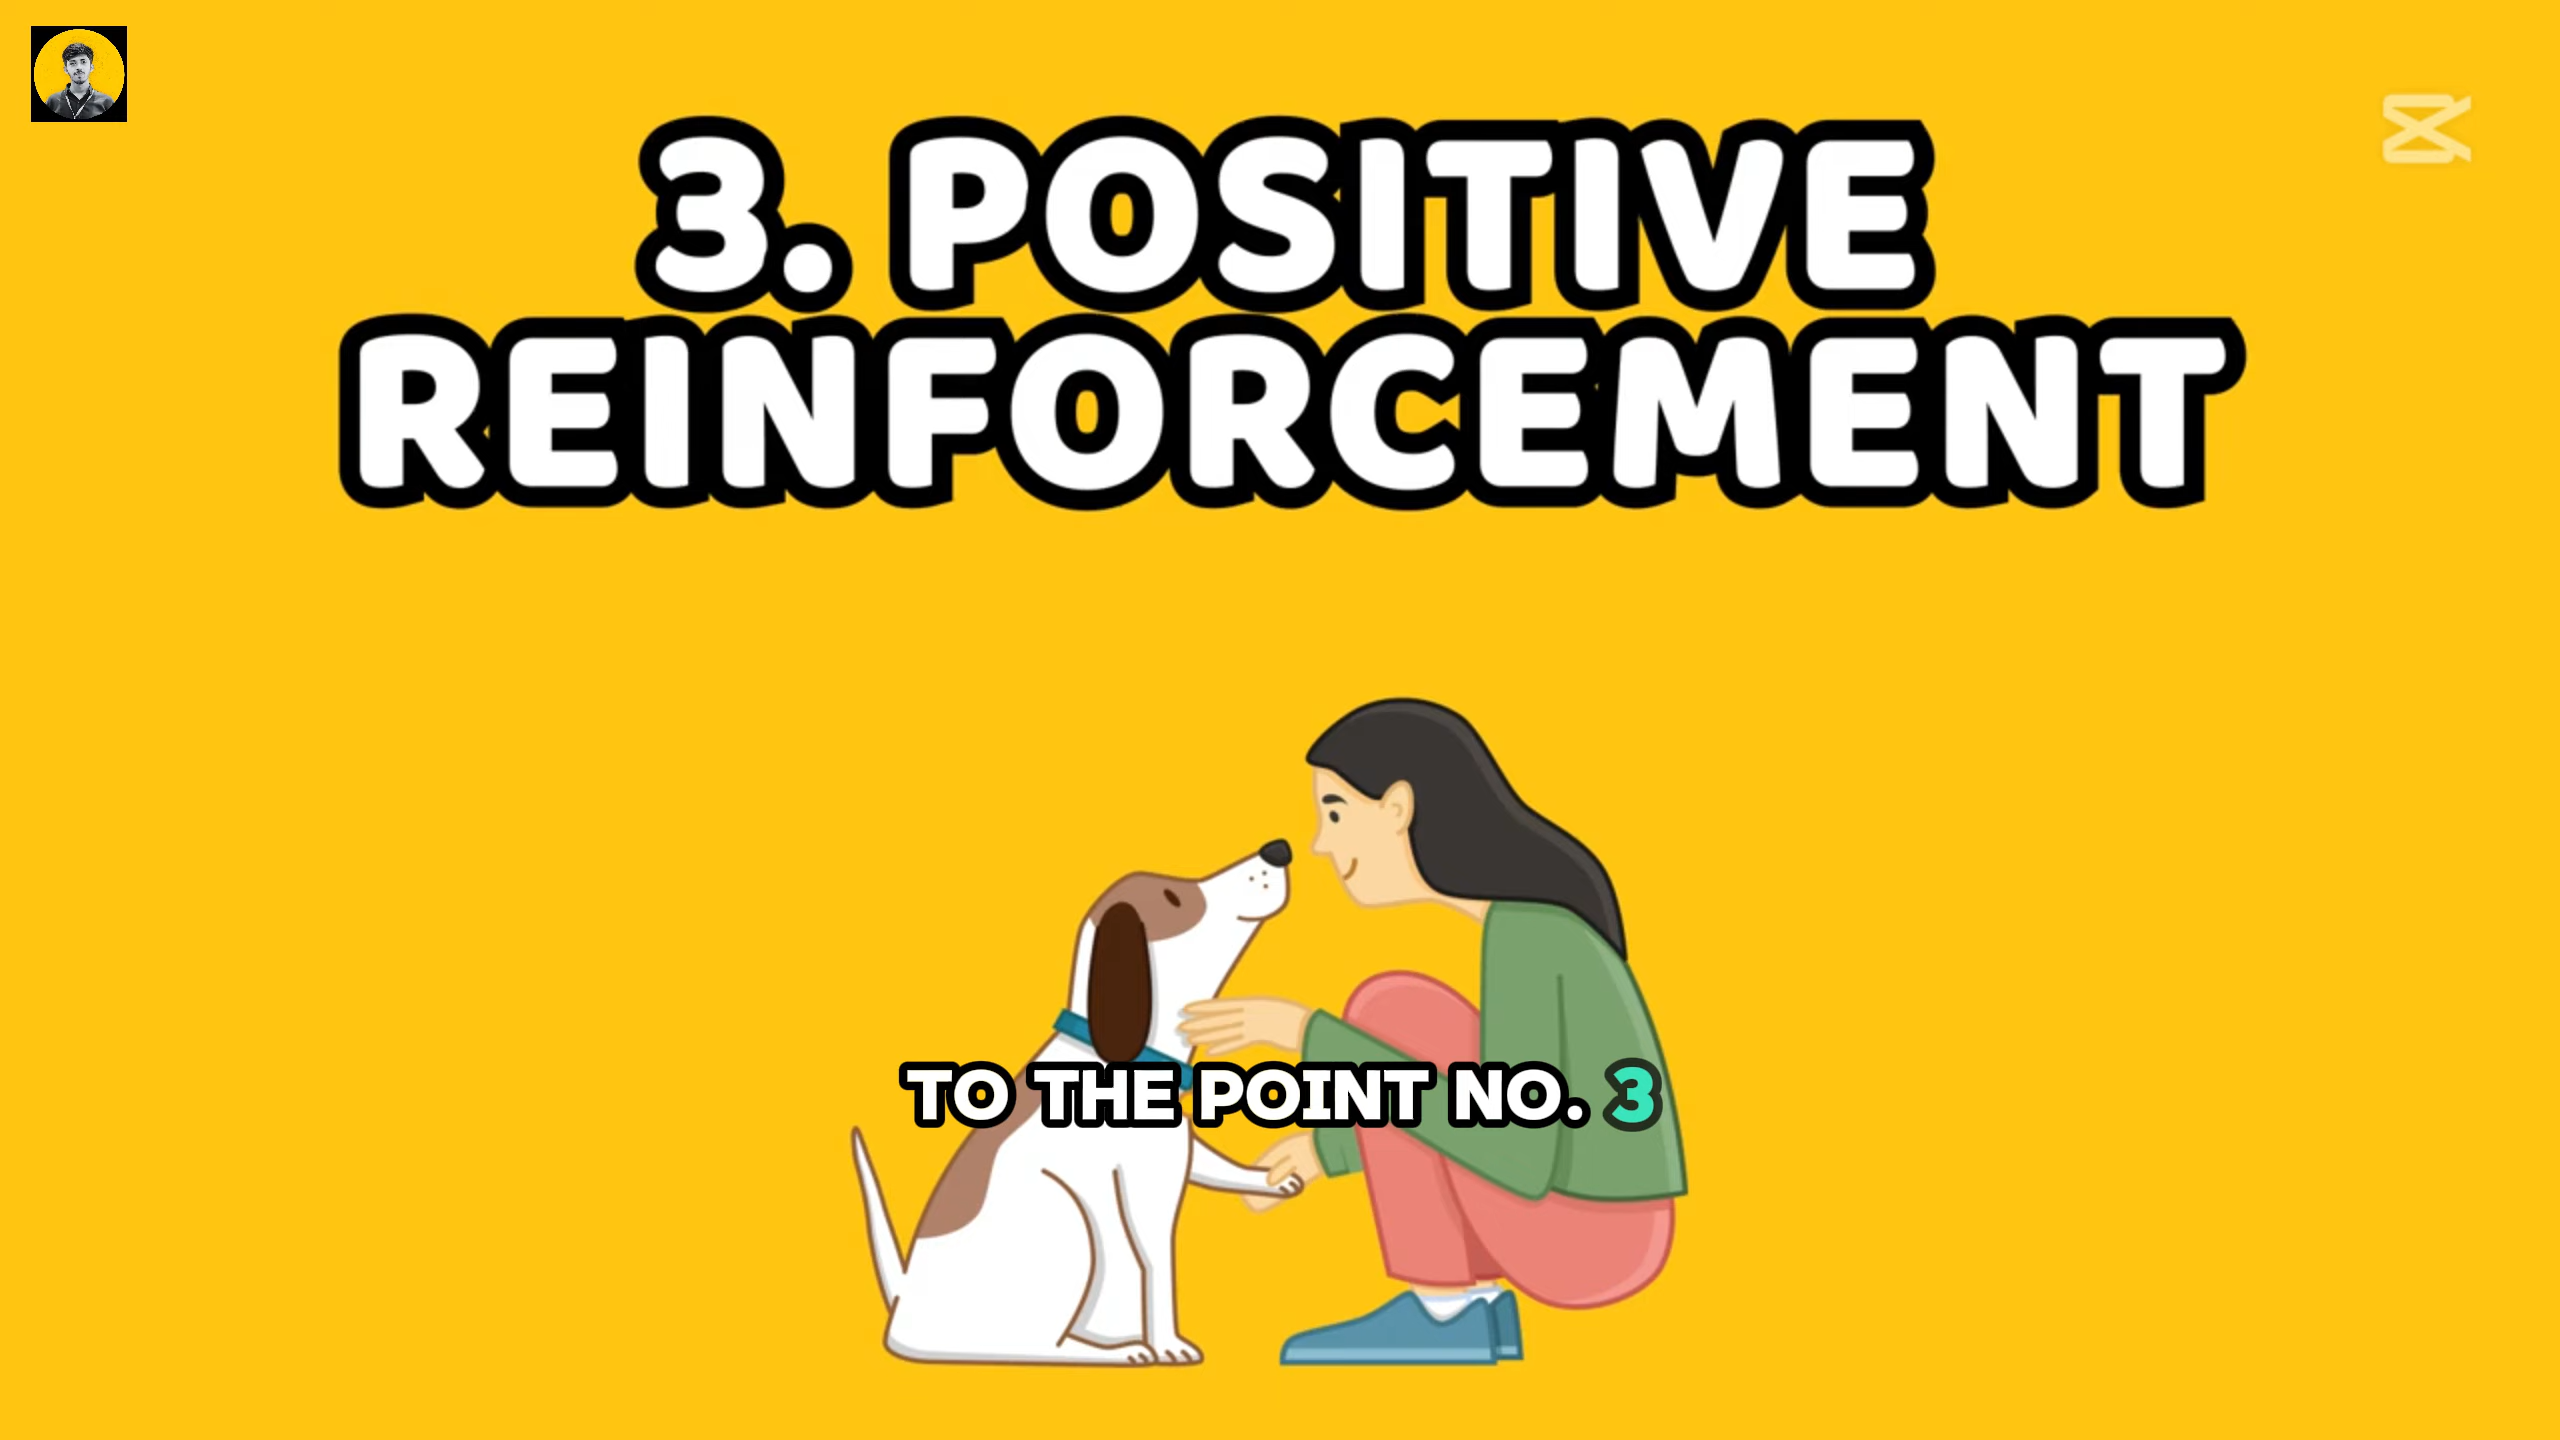 3. POSITIVE
REINFORCEMENT
TO THE POINT NO. 3